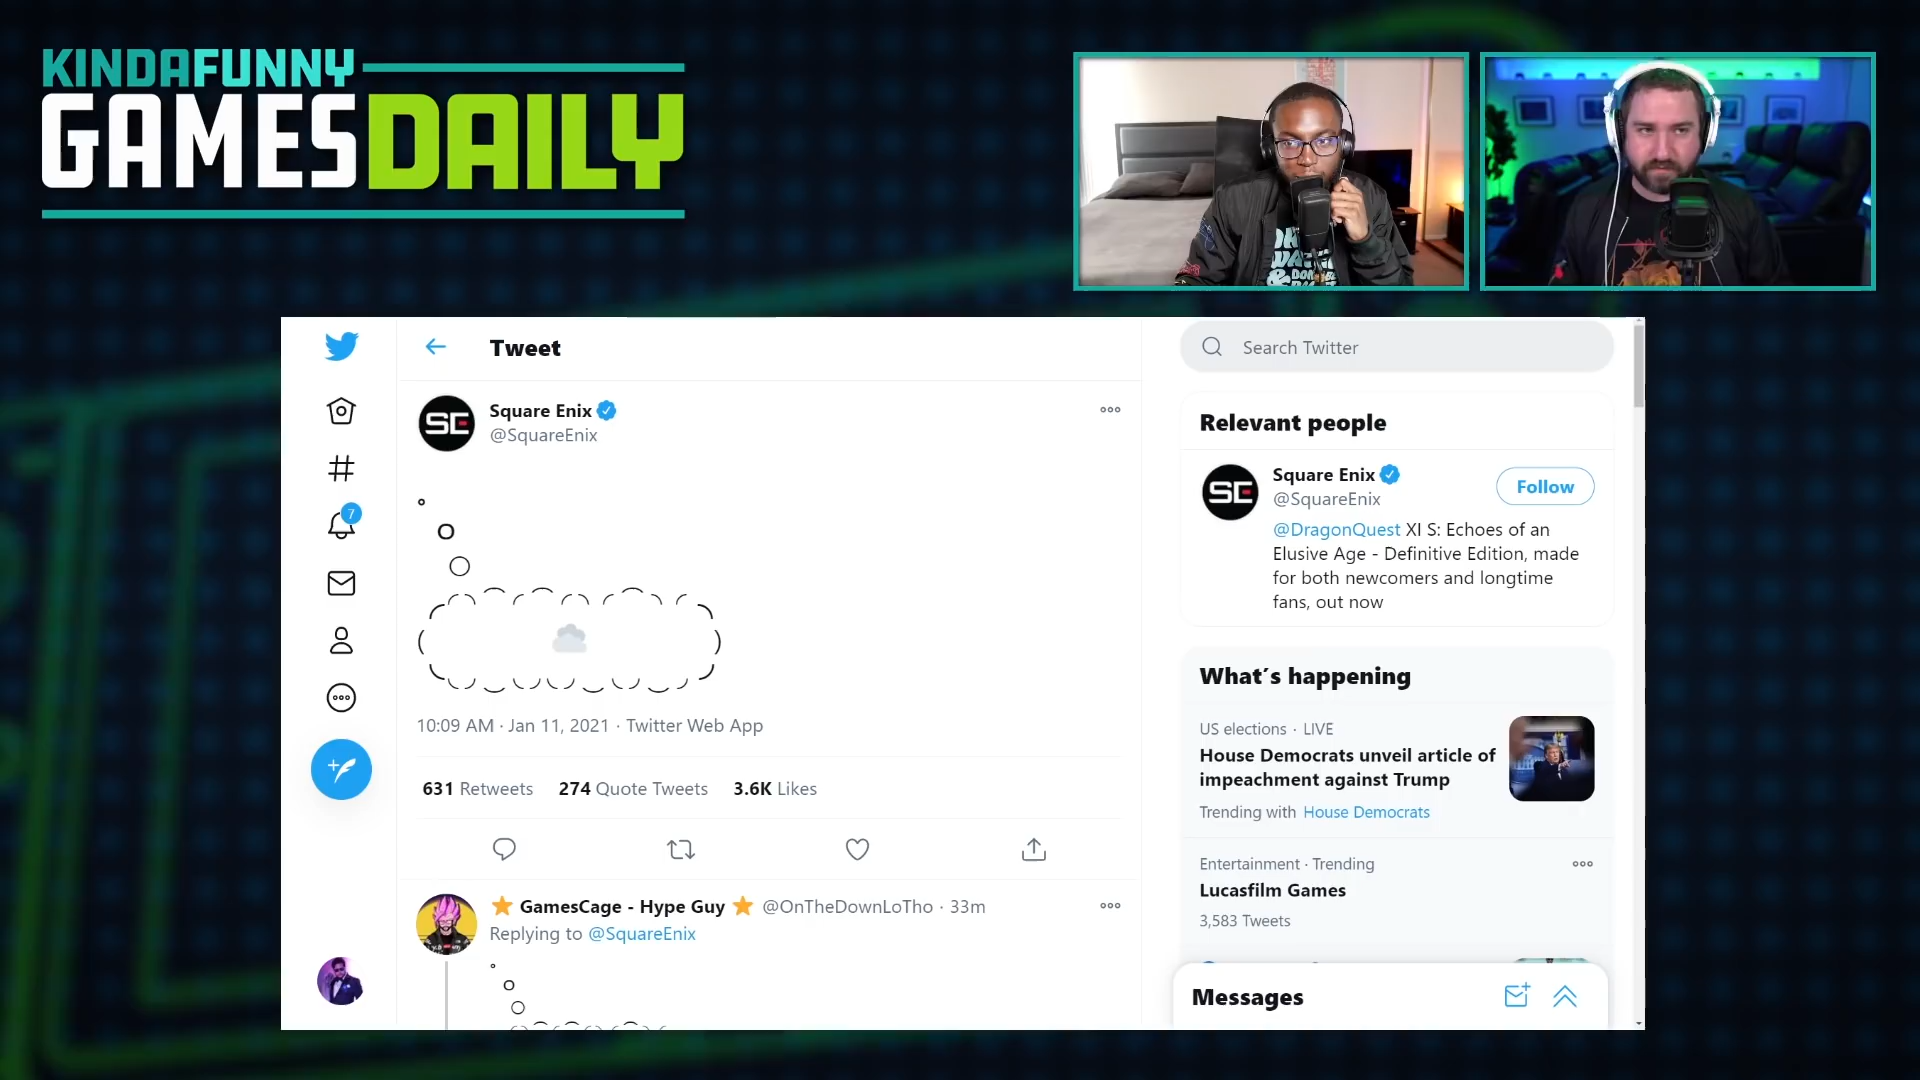 KINDAFUNNY
GAMESDAILY
Tweet
Search Twitter
SE
Square Enix
@SquareEnix
Relevant people
SE
Square Enix
@SquareEnix
Follow
@DragonQuest XI S: Echoes of an
Elusive Age - Definitive Edition, made
for both newcomers and longtime
fans, out now
7
10:09 AM · Jan 11, 2021 · Twitter Web App
631 Retweets 274 Quote Tweets 3.6K Likes
What's happening
US elections · LIVE
House Democrats unveil article of
impeachment against Trump
Trending with House Democrats
Entertainment · Trending
Lucasfilm Games
3,583 Tweets
GamesCage - Hype Guy @OnTheDownLoTho · 33m
Replying to @SquareEnix
Messages